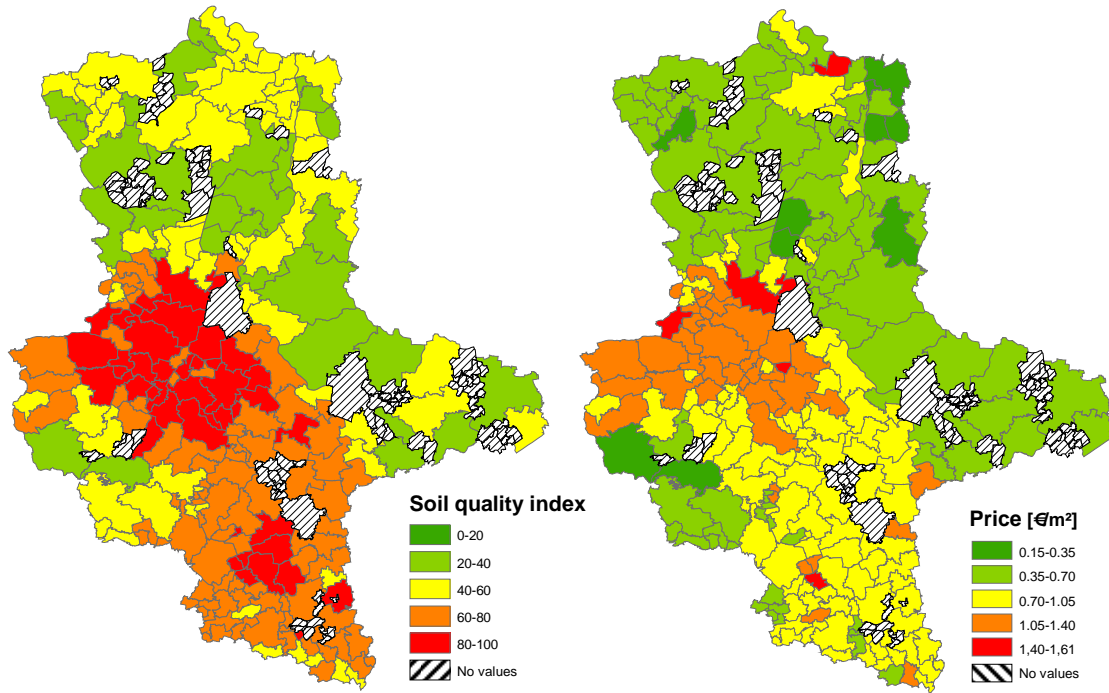 Soil quality index
0-20
20-40
40-60
60-80
80-100
No values
Price [€/m²]
0.15-0.35
0.35-0.70
0.70-1.05
1.05-1.40
1,40-1,61
No values